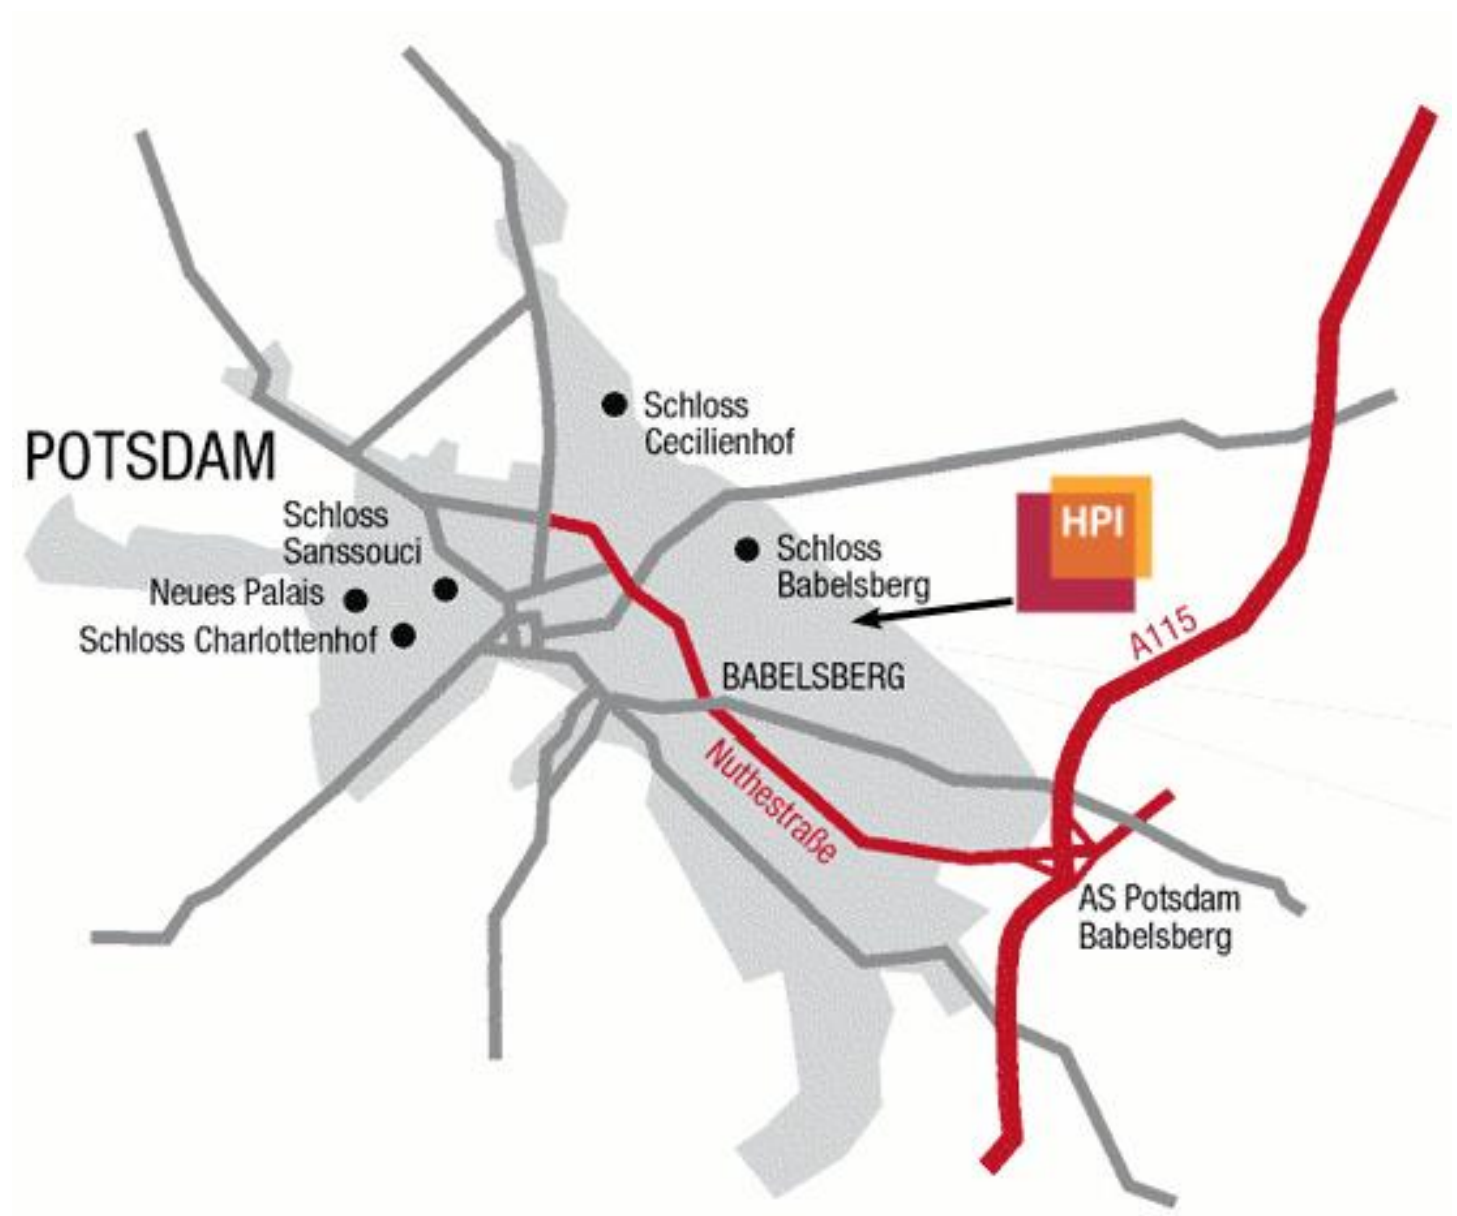 Schloss
Cecilienhof
POTSDAM
Schloss
Sanssouci
HPI
Schloss
Babelsberg
Neues Palais
Schloss Charlottenhof
A115
BABELSBERG
Nuthestraße
AS Potsdam
Babelsberg